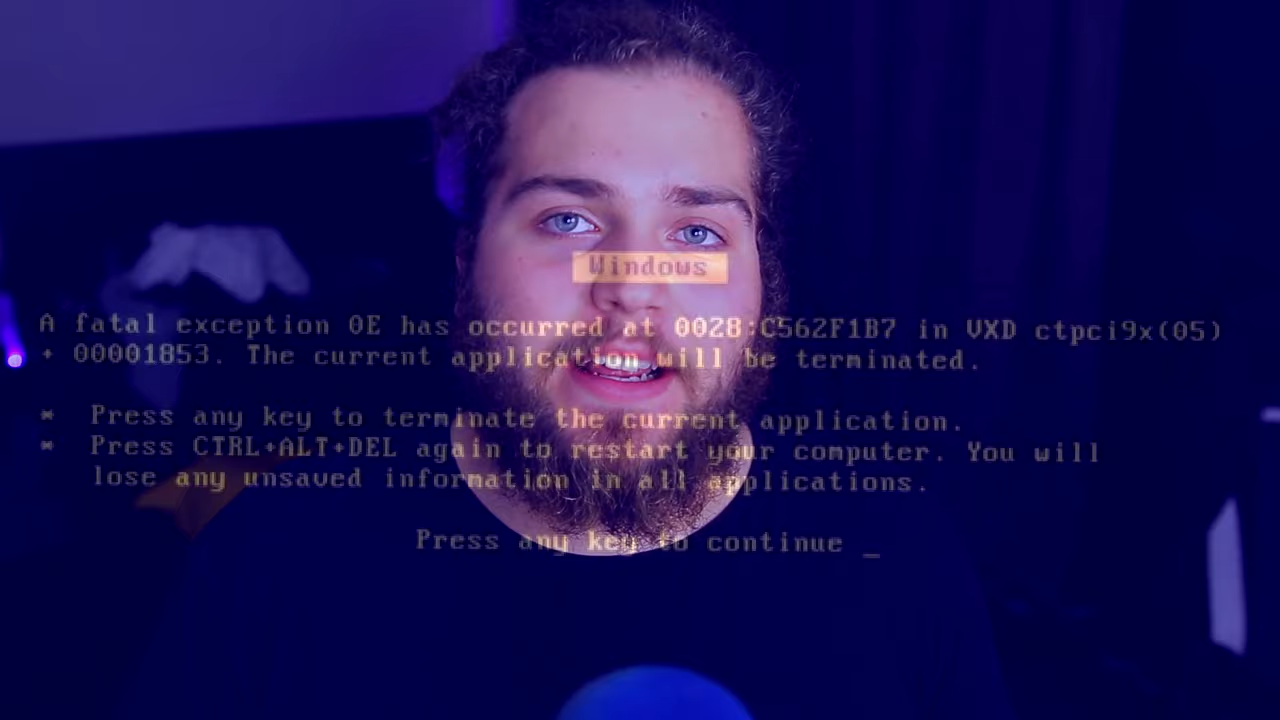 Windows
A fatal exception 0E has occurred at 0028:C562F1B7 in VXD ctpci9x(05)
+ 00001853. The current application will be terminated.
* Press any key to terminate the current application.
* Press CTRL+ALT+DEL again to restart your computer. You will
lose any unsaved information in all applications.
Press any key to continue _